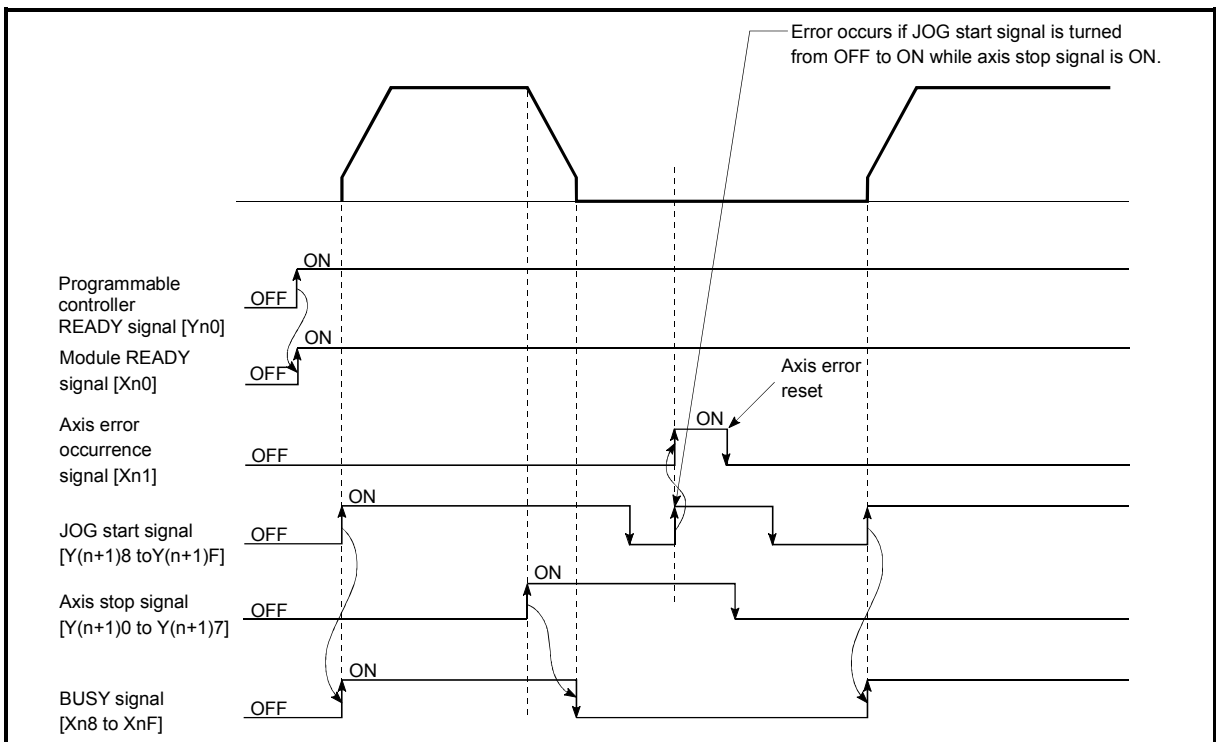 Error occurs if JOG start signal is turned
from OFF to ON while axis stop signal is ON.
ON
Programmable
controller
READY signal [Yn0]
OFF
ON
Module READY
signal [Xn0]
OFF
Axis error
reset
ON
Axis error
occurrence
signal [Xn1]
OFF
ON
JOG start signal
[Y(n+1)8 toY(n+1)F]
OFF
ON
Axis stop signal
[Y(n+1)0 to Y(n+1)7]
OFF
ON
BUSY signal
[Xn8 to XnF]
OFF